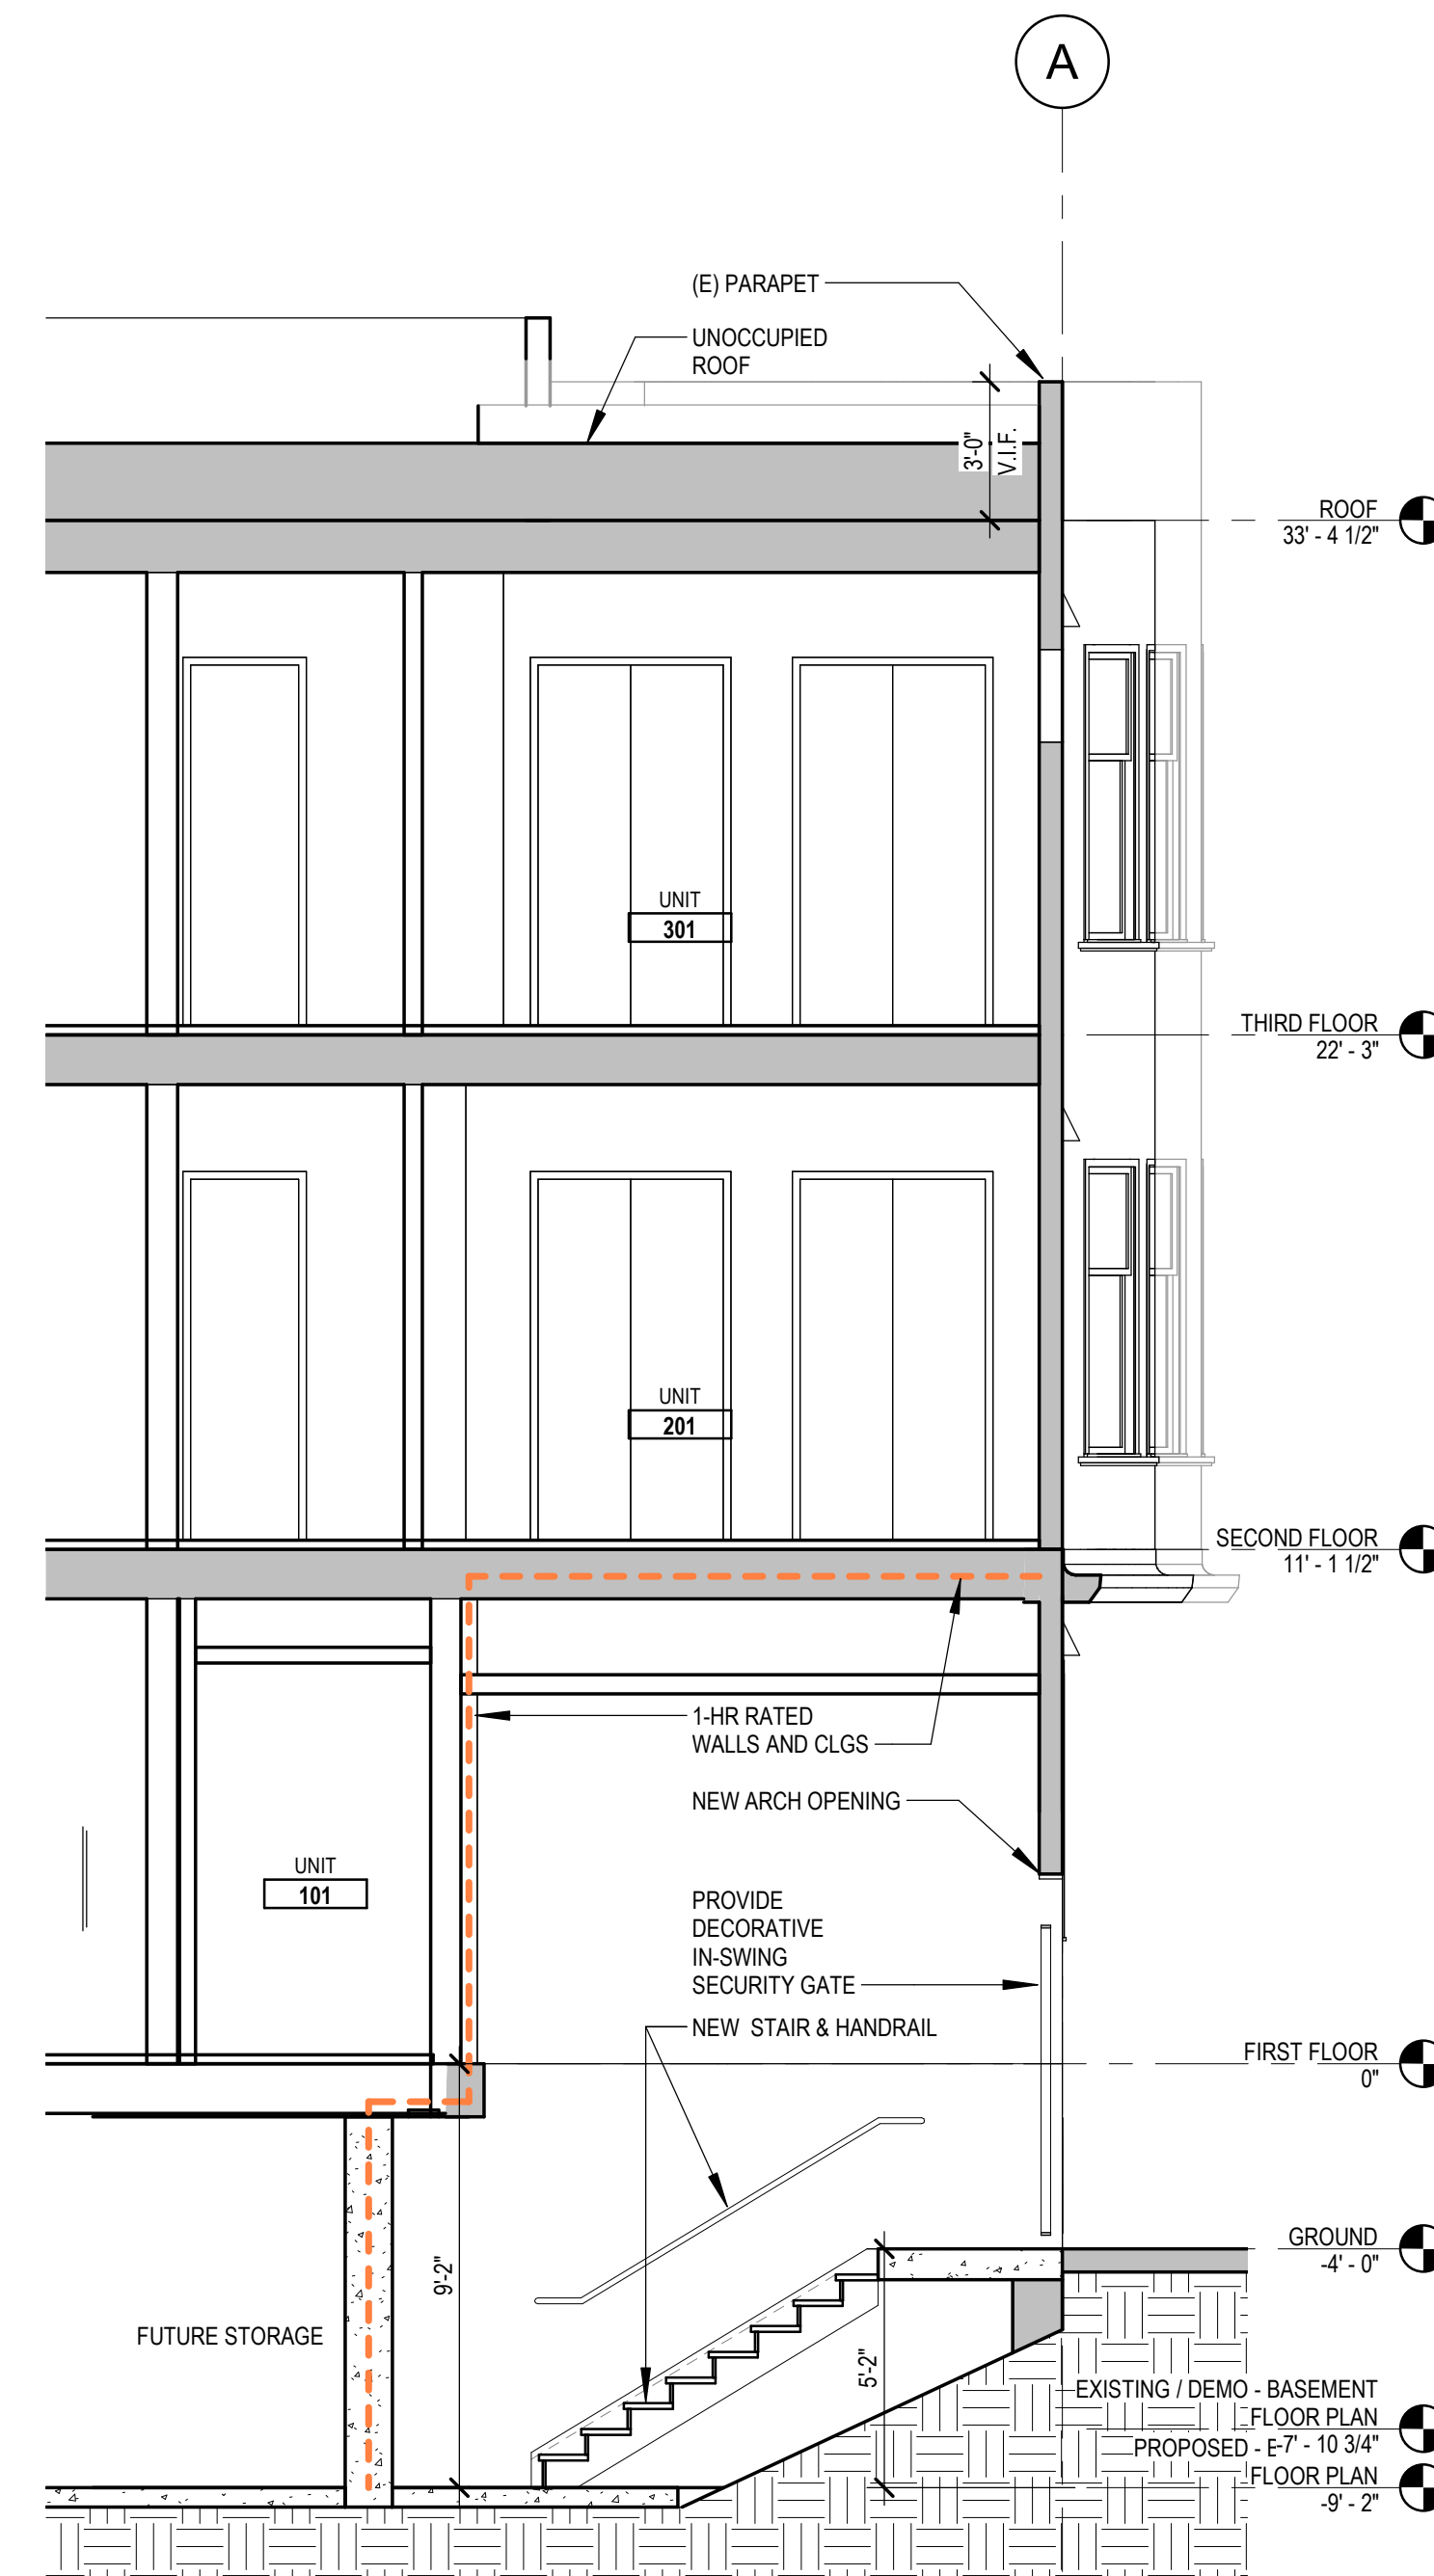 A
(E) PARAPET
UNOCCUPIED
ROOF
3'-0"
V.I.F.
ROOF
33' - 4 1/2"
UNIT
301
THIRD FLOOR
22' - 3"
UNIT
201
SECOND FLOOR
11' - 1 1/2"
1-HR RATED
WALLS AND CLGS
NEW ARCH OPENING
UNIT
101
PROVIDE
DECORATIVE
IN-SWING
SECURITY GATE
NEW STAIR & HANDRAIL
FIRST FLOOR
0"
GROUND
-4' - 0"
9'-2"
FUTURE STORAGE
5'-2"
EXISTING / DEMO - BASEMENT
FLOOR PLAN
-7' - 10 3/4"
PROPOSED -
FLOOR PLAN
-9' - 2"